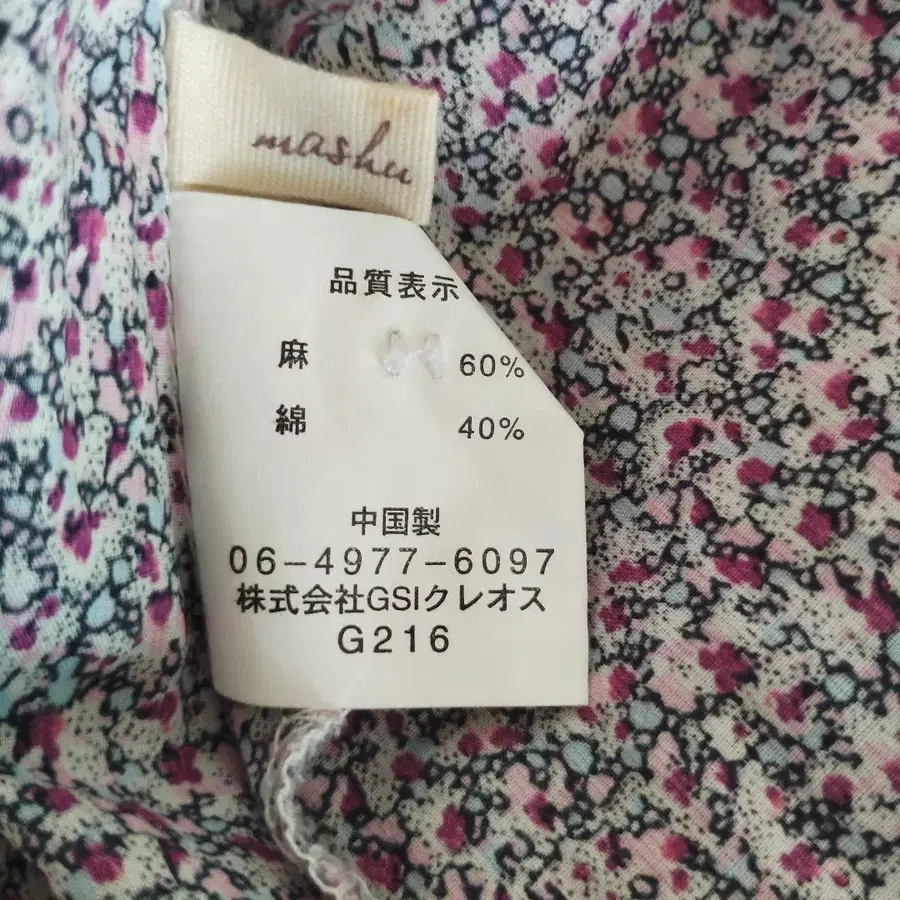 mashu
品質表示
麻 60%
綿 40%
中国製
06-4977-6097
株式会社GSIクレオス
G216